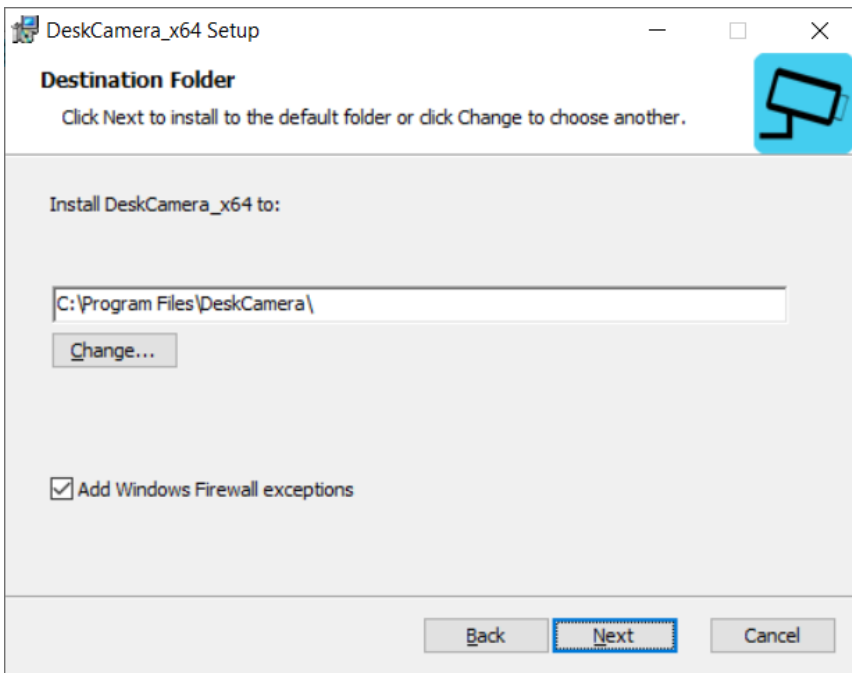 DeskCamera_x64 Setup
Destination Folder
Click Next to install to the default folder or click Change to choose another.
Install DeskCamera_x64 to:
C:\Program Files\DeskCamera\
Change...
Add Windows Firewall exceptions
Back Next Cancel